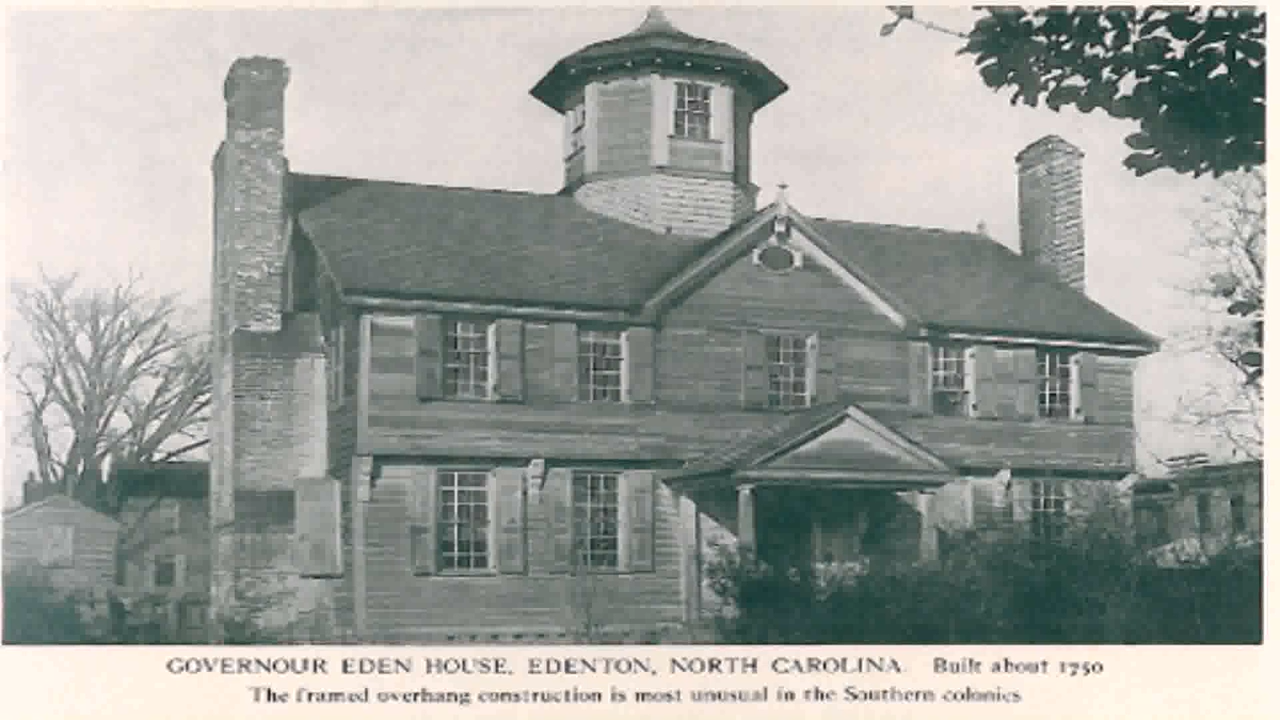 GOVERNOUR EDEN HOUSE, EDENTON, NORTH CAROLINA. Built about 1750
The framed overhang construction is most unusual in the Southern colonies